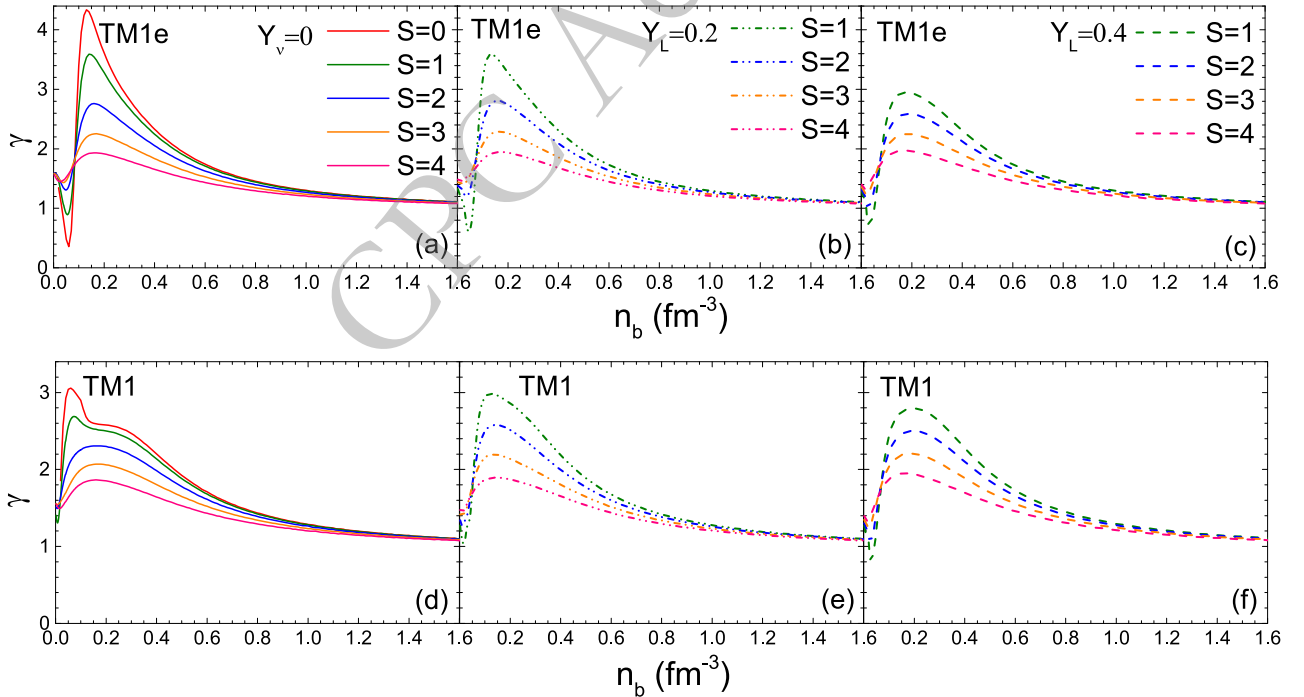 TM1e Yν=0 S=0
S=1
S=2
S=3
S=4
(a)
TM1e YL=0.2 S=1
S=2
S=3
S=4
(b)
TM1e YL=0.4 S=1
S=2
S=3
S=4
(c)
γ
4
3
2
1
0
0.0 0.2 0.4 0.6 0.8 1.0 1.2 1.4 1.6 0.2 0.4 0.6 0.8 1.0 1.2 1.4 1.6 0.2 0.4 0.6 0.8 1.0 1.2 1.4 1.6
nb (fm-3)
TM1
(d)
TM1
(e)
TM1
(f)
γ
3
2
1
0
0.0 0.2 0.4 0.6 0.8 1.0 1.2 1.4 1.6 0.2 0.4 0.6 0.8 1.0 1.2 1.4 1.6 0.2 0.4 0.6 0.8 1.0 1.2 1.4 1.6
nb (fm-3)
CPC